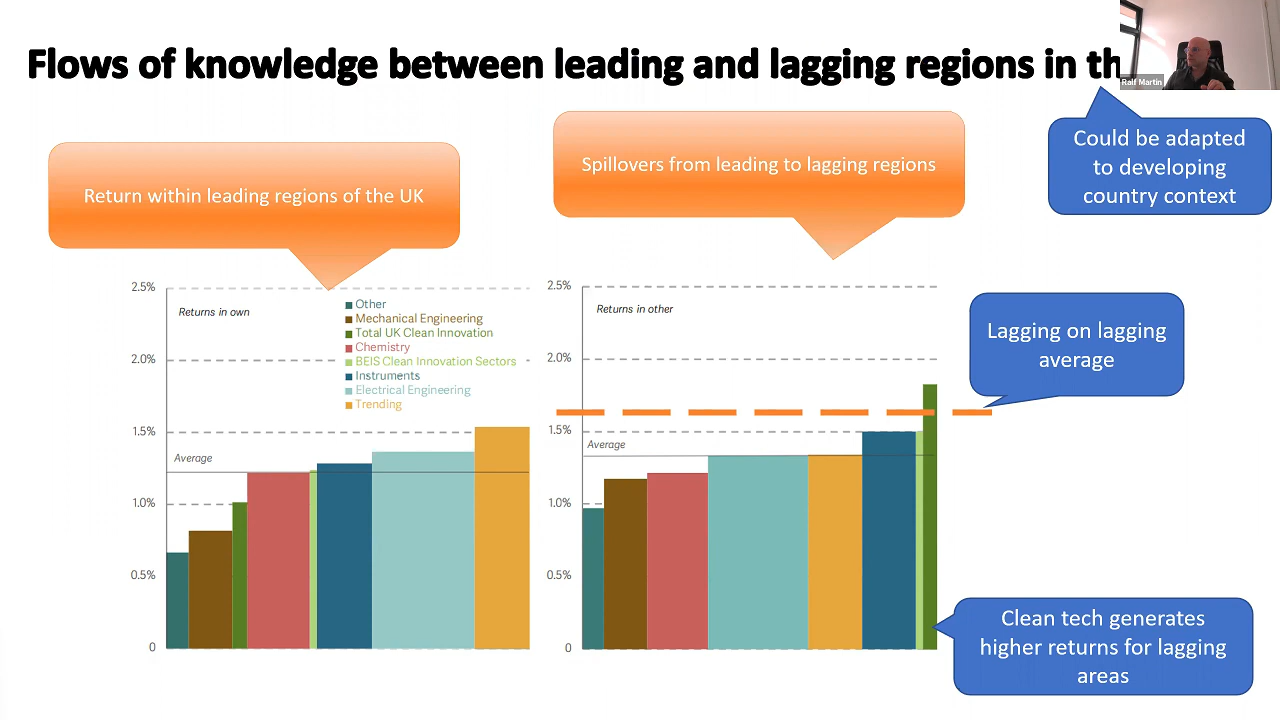 Flows of knowledge between leading and lagging regions in th
Ralf Martin
Could be adapted
to developing
country context
Return within leading regions of the UK
Spillovers from leading to lagging regions
2.5%
Returns in own
Other
Mechanical Engineering
Total UK Clean Innovation
Chemistry
BEIS Clean Innovation Sectors
Instruments
Electrical Engineering
Trending
2.0%
1.5%
Average
1.0%
0.5%
0
2.5%
Returns in other
2.0%
1.5%
Average
1.0%
0.5%
0
Lagging on lagging
average
Clean tech generates
higher returns for lagging
areas